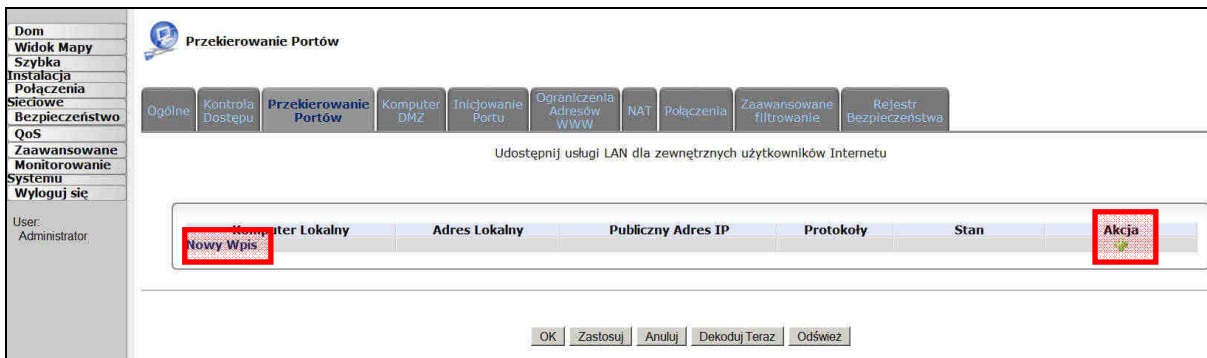 Dom
Widok Mapy
Szybka
Instalacja
Połączenia
Sieciowe
Bezpieczeństwo
QoS
Zaawansowane
Monitorowanie
Systemu
Wyloguj się
User:
Administrator
Przekierowanie Portów
Ogólne
Kontrola
Dostępu
Przekierowanie
Portów
Komputer
DMZ
Inicjowanie
Portu
Ograniczenia
Adresów
WWW
NAT
Połączenia
Zaawansowane
filtrowanie
Rejestr
Bezpieczeństwa
Udostępnij usługi LAN dla zewnętrznych użytkowników Internetu
Komputer Lokalny Adres Lokalny Publiczny Adres IP Protokoły Stan Akcja
Nowy Wpis
OK Zastosuj Anuluj Dekoduj Teraz Odśwież